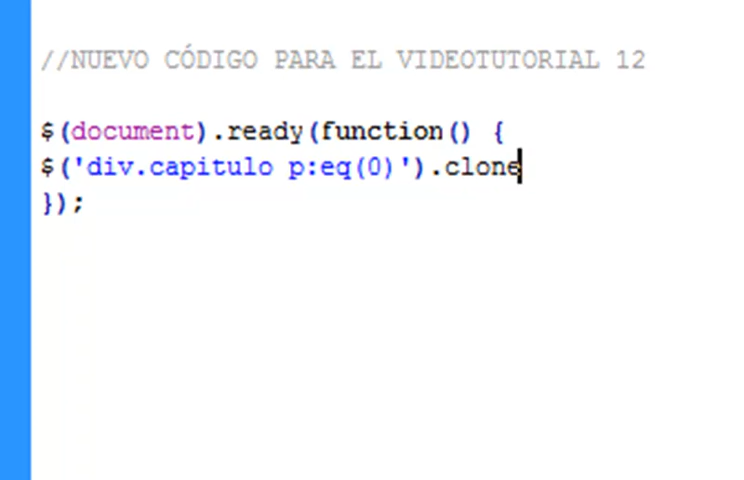 //NUEVO CÓDIGO PARA EL VIDEOTUTORIAL 12
$(document).ready(function() {
$('div.capitulo p:eq(0)').clone
});